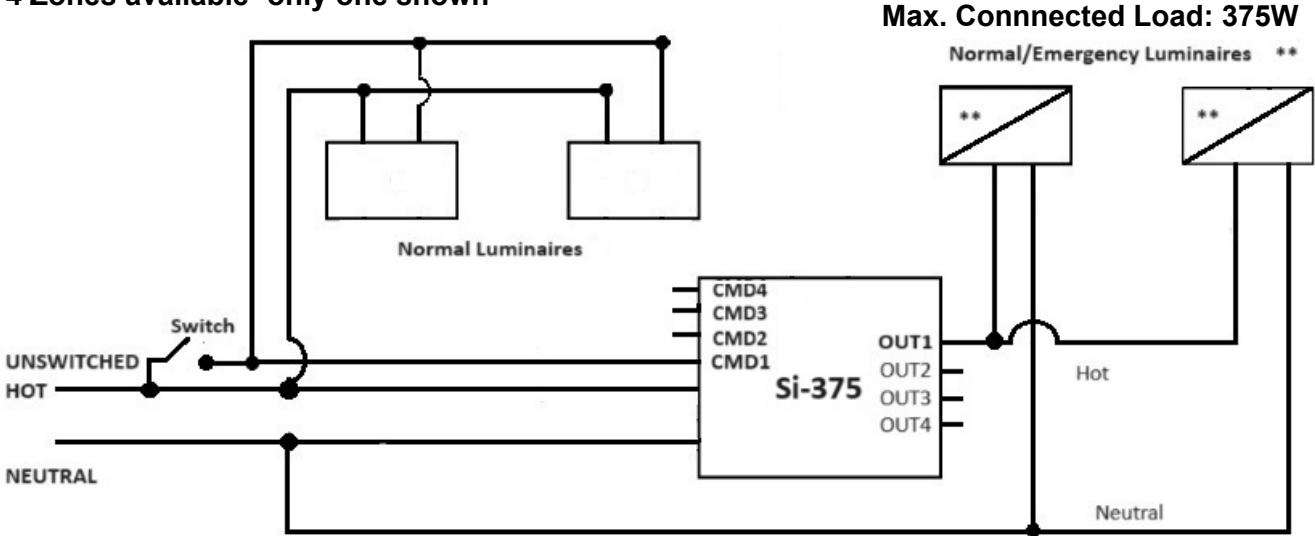 4 Zones available- only one shown
Max. Connnected Load: 375W
Normal/Emergency Luminaires **
**
**
Normal Luminaires
Switch
UNSWITCHED
HOT
NEUTRAL
CMD4
CMD3
CMD2
CMD1
Si-375
OUT1
OUT2
OUT3
OUT4
Hot
Neutral